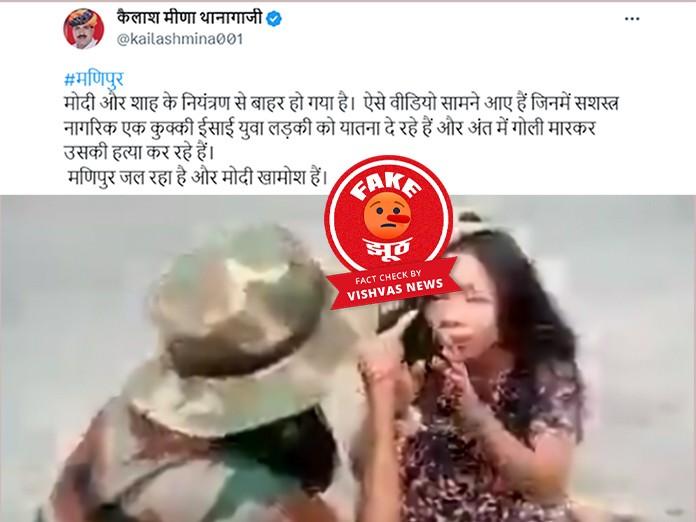 कैलाश मीणा थानागाजी
@kailashmina001
#मणिपुर
मोदी और शाह के नियंत्रण से बाहर हो गया है। ऐसे वीडियो सामने आए हैं जिनमें सशस्त्र
नागरिक एक कुक्की ईसाई युवा लड़की को यातना दे रहे हैं और अंत में गोली मारकर
उसकी हत्या कर रहे हैं।
मणिपुर जल रहा है और मोदी खामोश हैं।
FAKE
झूठ
FACT CHECK BY
VISHVAS NEWS